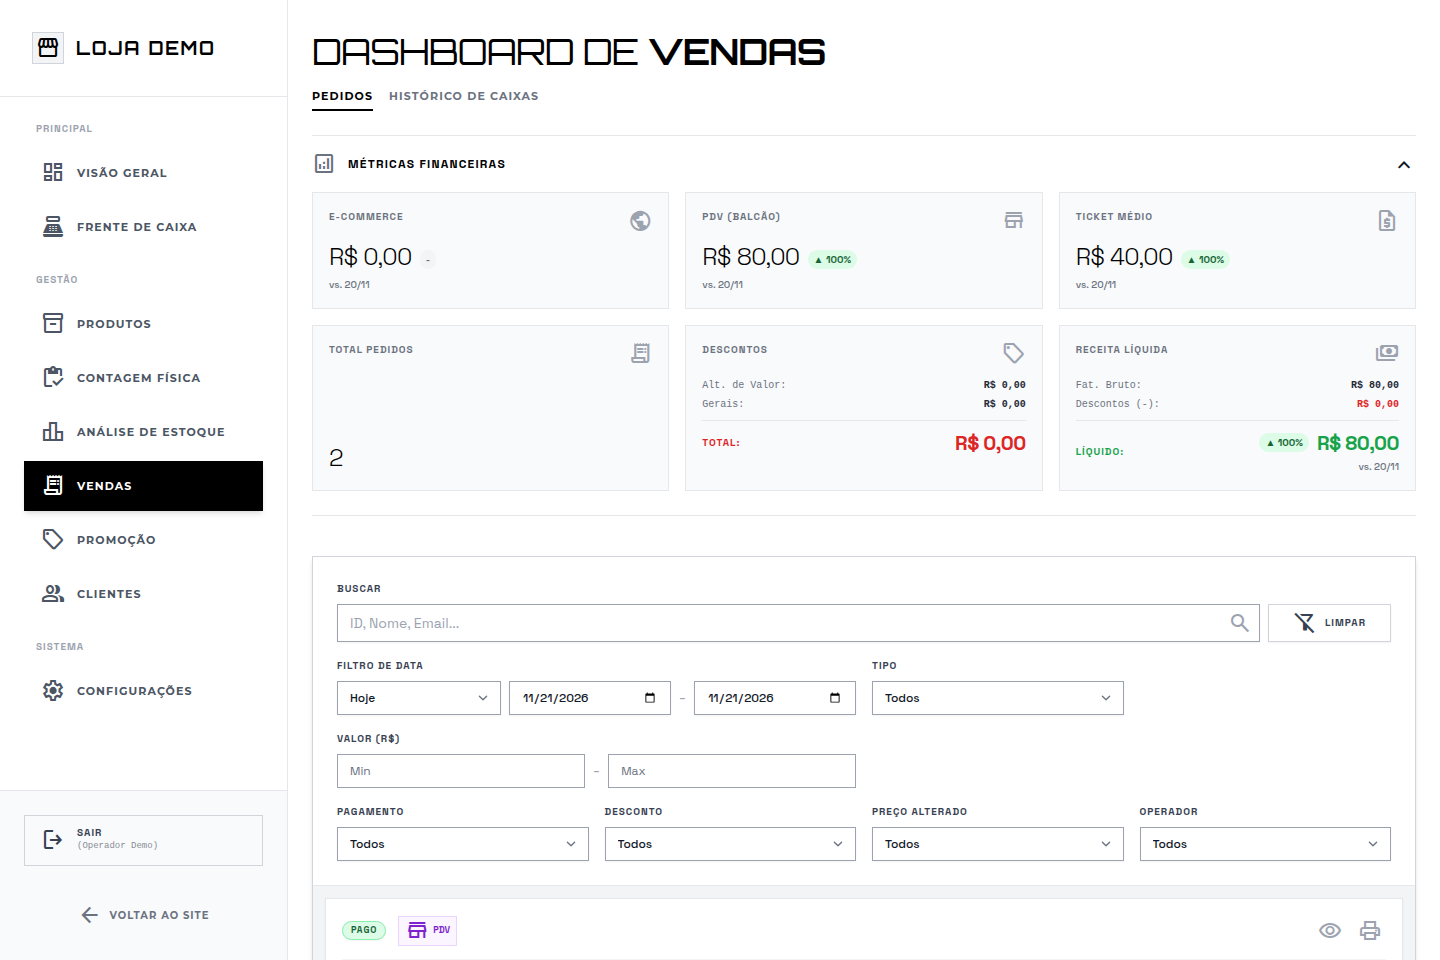 LOJA DEMO
PRINCIPAL
VISÃO GERAL
FRENTE DE CAIXA
GESTÃO
PRODUTOS
CONTAGEM FÍSICA
ANÁLISE DE ESTOQUE
VENDAS
PROMOÇÃO
CLIENTES
SISTEMA
CONFIGURAÇÕES
SAIR
(Operador Demo)
VOLTAR AO SITE
DASHBOARD DE VENDAS
PEDIDOS HISTÓRICO DE CAIXAS
MÉTRICAS FINANCEIRAS
E-COMMERCE
R$ 0,00 -
vs. 20/11
PDV (BALCÃO)
R$ 80,00 ▲ 100%
vs. 20/11
TICKET MÉDIO
R$ 40,00 ▲ 100%
vs. 20/11
TOTAL PEDIDOS
2
DESCONTOS
Alt. de Valor: R$ 0,00
Gerais: R$ 0,00
TOTAL: R$ 0,00
RECEITA LÍQUIDA
Fat. Bruto: R$ 80,00
Descontos (-): R$ 0,00
LÍQUIDO: ▲ 100% R$ 80,00
vs. 20/11
BUSCAR
ID, Nome, Email...
LIMPAR
FILTRO DE DATA
Hoje 11/21/2026 - 11/21/2026
TIPO
Todos
VALOR (R$)
Min - Max
PAGAMENTO
Todos
DESCONTO
Todos
PREÇO ALTERADO
Todos
OPERADOR
Todos
PAGO PDV